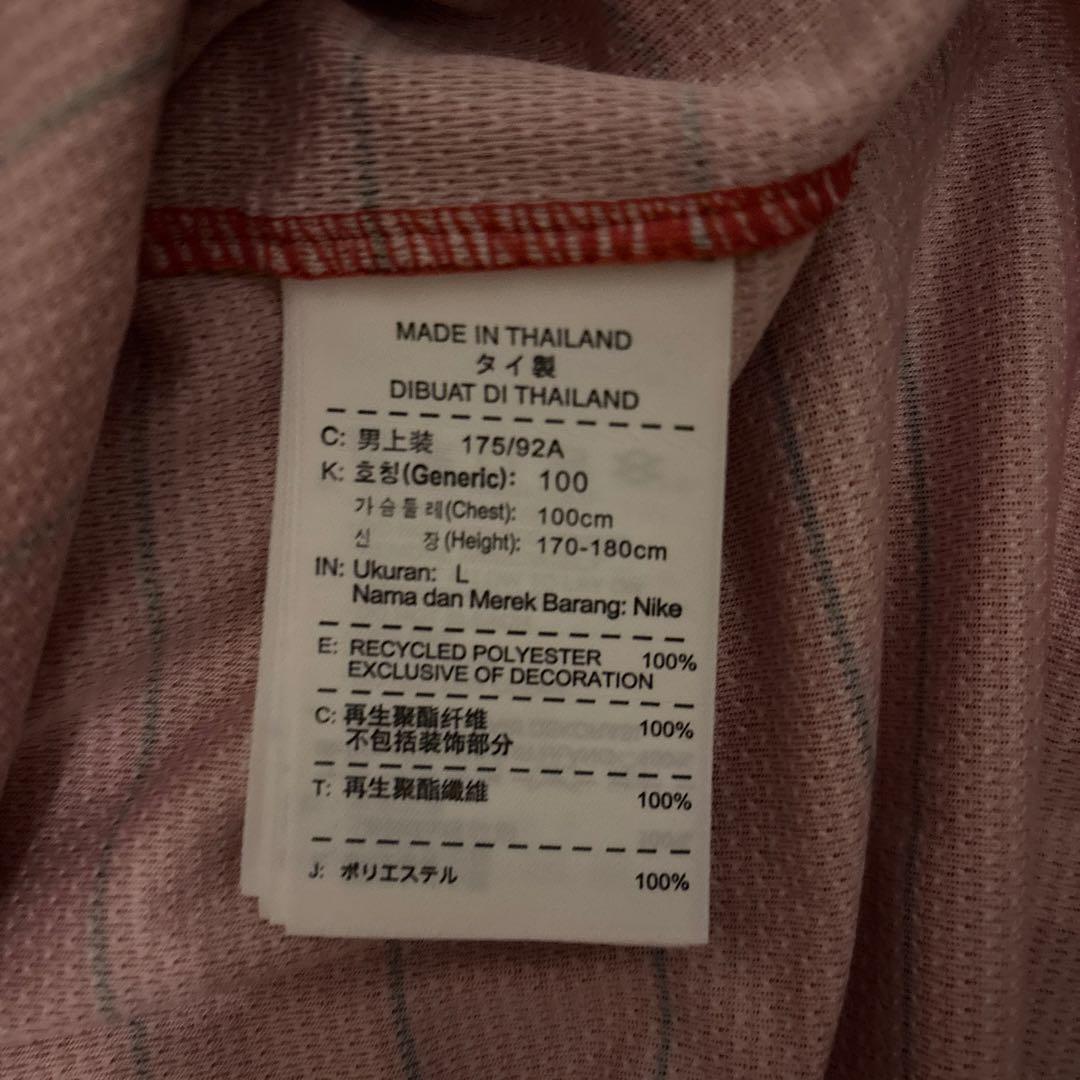 MADE IN THAILAND
タイ製
DIBUAT DI THAILAND
C: 男上装 175/92A
K: 호칭(Generic): 100
가슴둘레(Chest): 100cm
신 장(Height): 170-180cm
IN: Ukuran: L
Nama dan Merek Barang: Nike
E: RECYCLED POLYESTER 100%
EXCLUSIVE OF DECORATION
C: 再生聚酯纤维 100%
不包括装饰部分
T: 再生聚酯纖維 100%
J: ポリエステル 100%